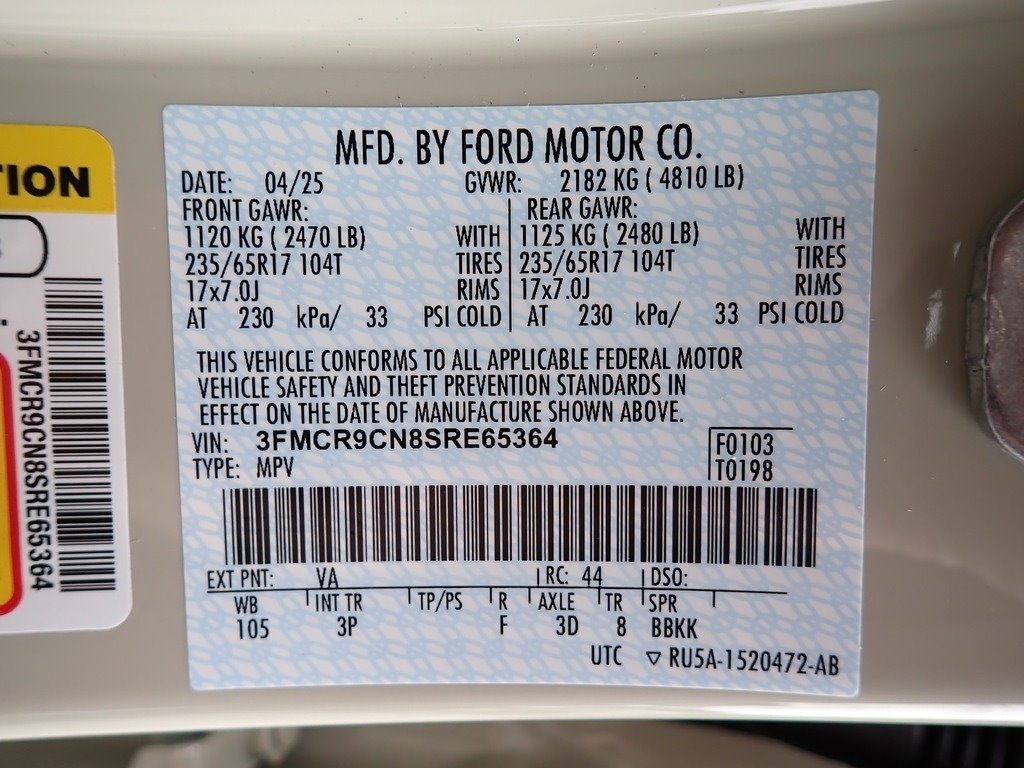 MFD. BY FORD MOTOR CO.
DATE: 04/25 GVWR: 2182 KG ( 4810 LB)
FRONT GAWR: REAR GAWR:
1120 KG ( 2470 LB) WITH 1125 KG ( 2480 LB) WITH
235/65R17 104T TIRES 235/65R17 104T TIRES
17x7.0J RIMS 17x7.0J RIMS
AT 230 kPa/ 33 PSI COLD AT 230 kPa/ 33 PSI COLD
THIS VEHICLE CONFORMS TO ALL APPLICABLE FEDERAL MOTOR
VEHICLE SAFETY AND THEFT PREVENTION STANDARDS IN
EFFECT ON THE DATE OF MANUFACTURE SHOWN ABOVE.
VIN: 3FMCR9CN8SRE65364 F0103
TYPE: MPV T0198
EXT PNT: VA RC: 44 DSO:
WB INT TR TP/PS R AXLE TR SPR
105 3P F 3D 8 BBKK
UTC ▽ RU5A-1520472-AB
TION
3FMCR9CN8SRE65364